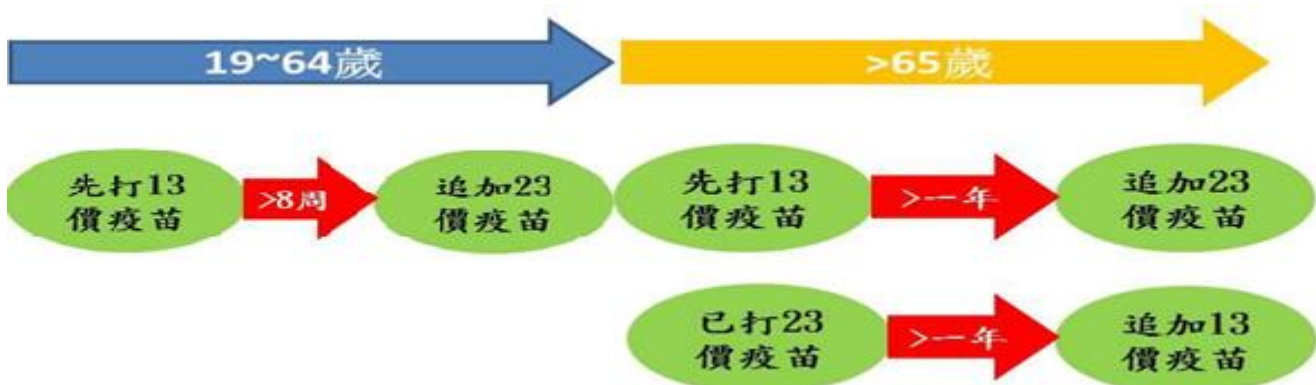 19~64歲
>65歲
先打13
價疫苗
>8周
追加23
價疫苗
先打13
價疫苗
>一年
追加23
價疫苗
已打23
價疫苗
>一年
追加13
價疫苗